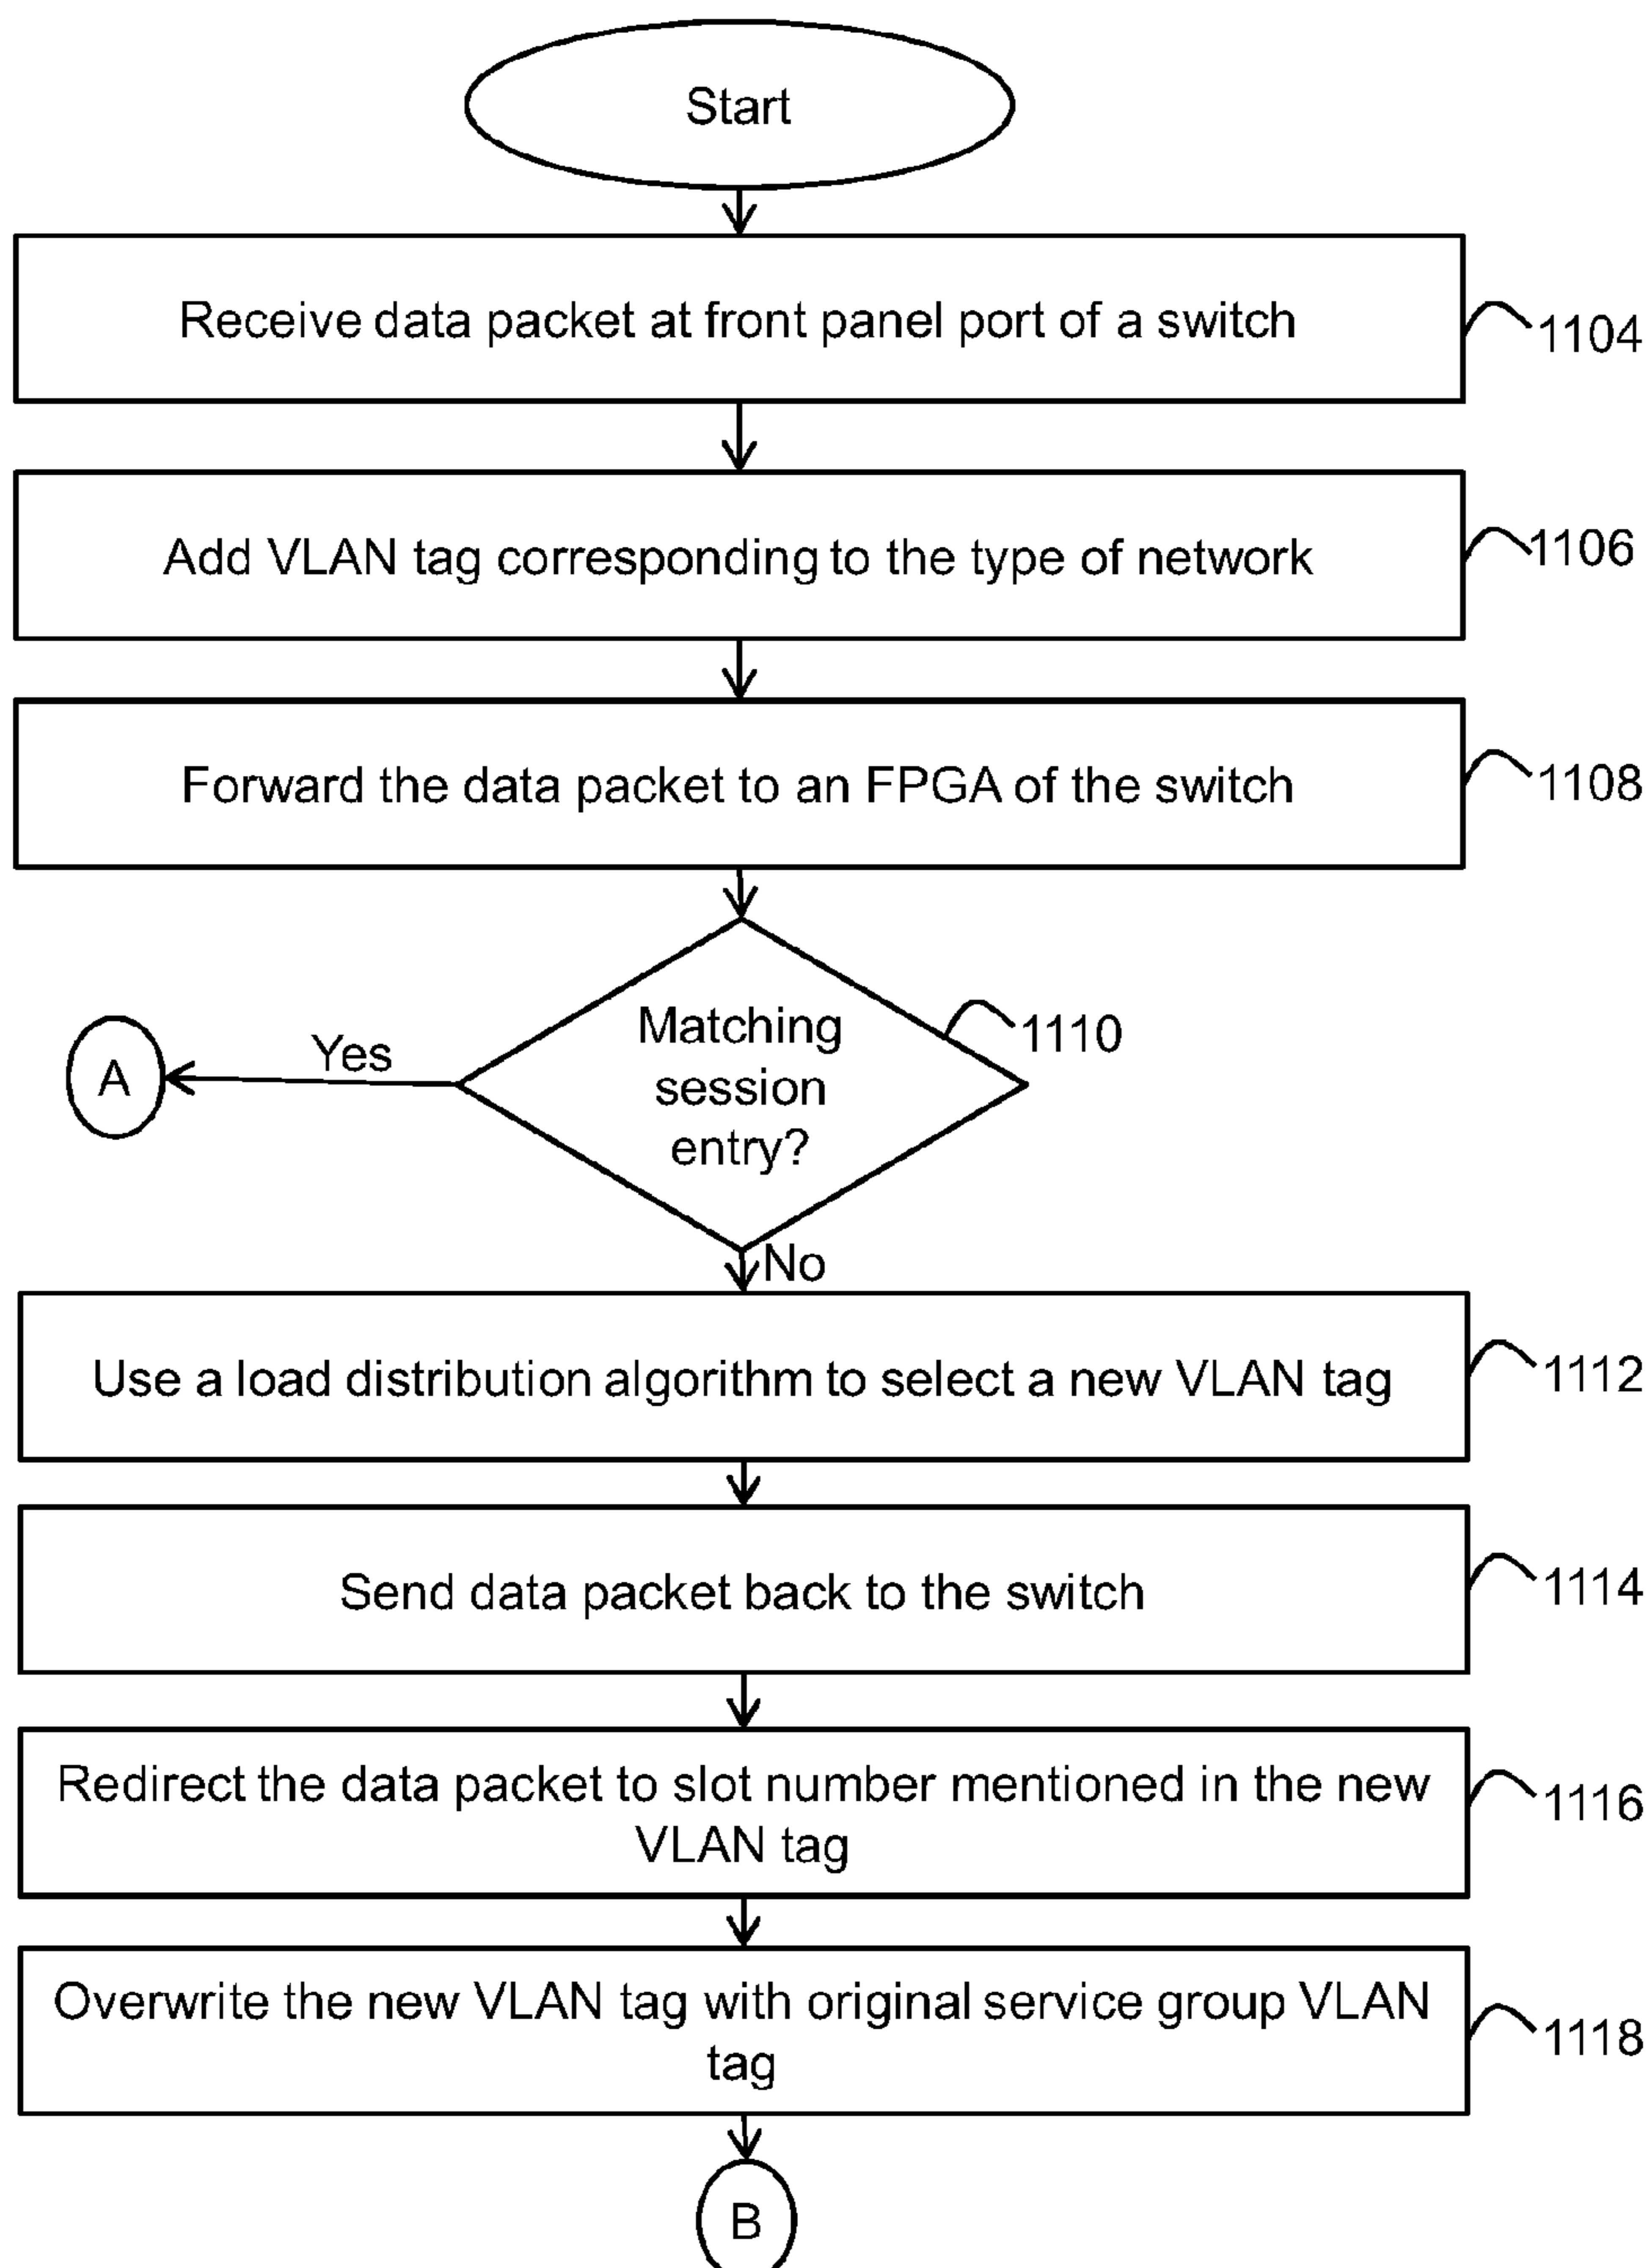 Start
Receive data packet at front panel port of a switch
1104
Add VLAN tag corresponding to the type of network
1106
Forward the data packet to an FPGA of the switch
1108
Matching
session
entry?
1110
Yes
A
No
Use a load distribution algorithm to select a new VLAN tag
1112
Send data packet back to the switch
1114
Redirect the data packet to slot number mentioned in the new
VLAN tag
1116
Overwrite the new VLAN tag with original service group VLAN
tag
1118
B